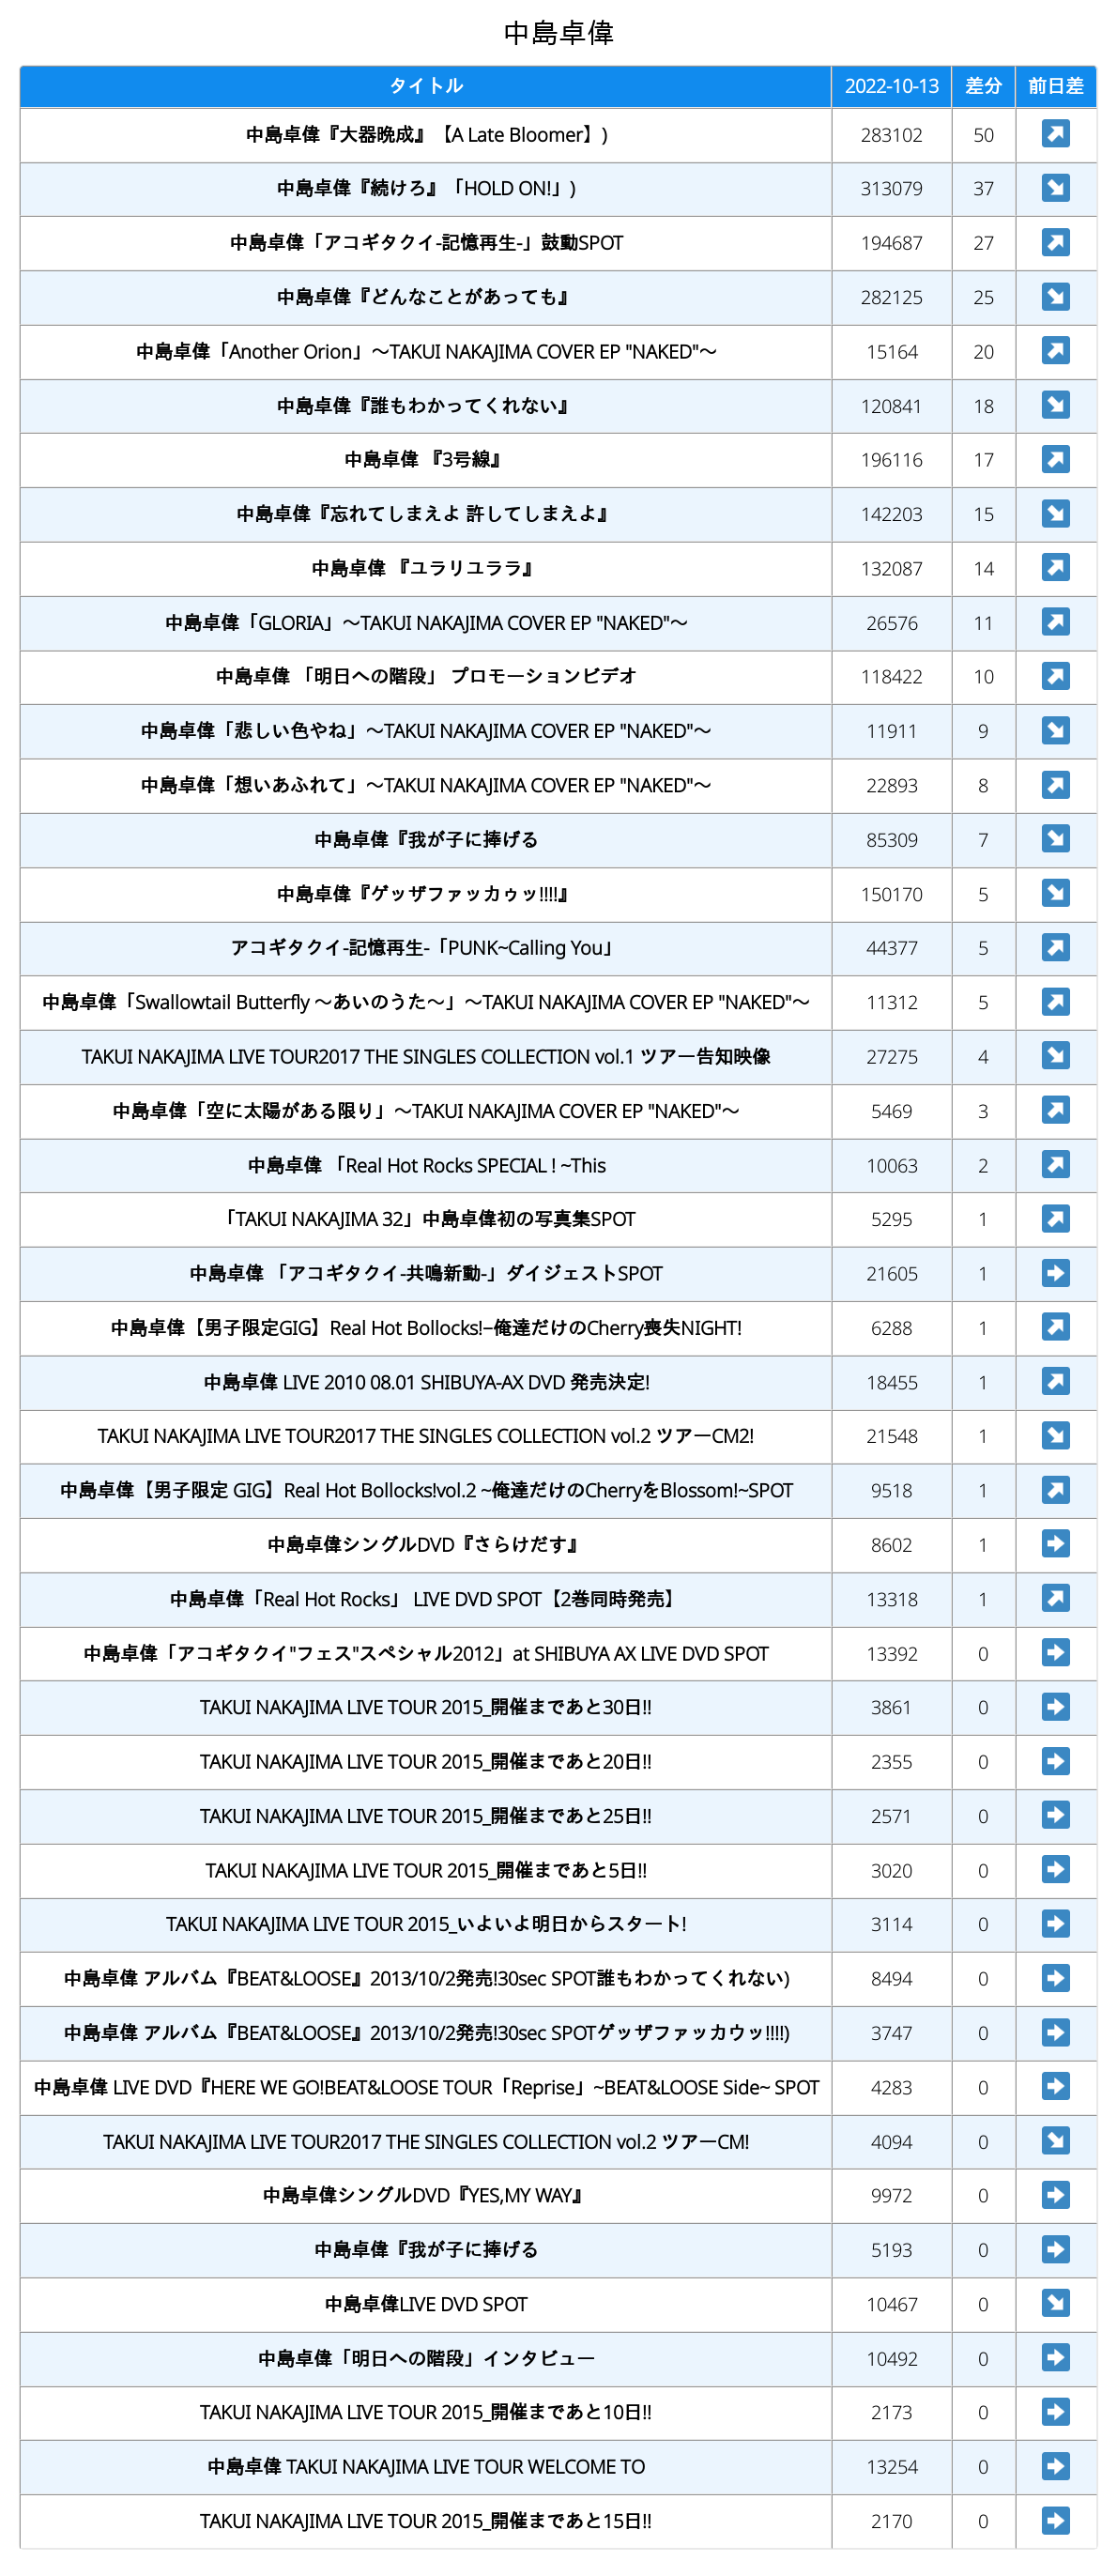 中島卓偉
タイトル 2022-10-13 差分 前日差
中島卓偉『大器晩成』【A Late Bloomer】) 283102 50 ↗
中島卓偉『続けろ』「HOLD ON!」) 313079 37 ↘
中島卓偉「アコギタクイ-記憶再生-」鼓動SPOT 194687 27 ↗
中島卓偉『どんなことがあっても』 282125 25 ↘
中島卓偉「Another Orion」～TAKUI NAKAJIMA COVER EP "NAKED"～ 15164 20 ↗
中島卓偉『誰もわかってくれない』 120841 18 ↘
中島卓偉 『3号線』 196116 17 ↗
中島卓偉『忘れてしまえよ 許してしまえよ』 142203 15 ↘
中島卓偉 『ユラリユララ』 132087 14 ↗
中島卓偉「GLORIA」～TAKUI NAKAJIMA COVER EP "NAKED"～ 26576 11 ↗
中島卓偉 「明日への階段」 プロモーションビデオ 118422 10 ↗
中島卓偉「悲しい色やね」～TAKUI NAKAJIMA COVER EP "NAKED"～ 11911 9 ↘
中島卓偉「想いあふれて」～TAKUI NAKAJIMA COVER EP "NAKED"～ 22893 8 ↗
中島卓偉『我が子に捧げる 85309 7 ↘
中島卓偉『ゲッザファッカゥッ!!!!』 150170 5 ↘
アコギタクイ-記憶再生-「PUNK~Calling You」 44377 5 ↗
中島卓偉「Swallowtail Butterfly ～あいのうた～」～TAKUI NAKAJIMA COVER EP "NAKED"～ 11312 5 ↗
TAKUI NAKAJIMA LIVE TOUR2017 THE SINGLES COLLECTION vol.1 ツアー告知映像 27275 4 ↘
中島卓偉「空に太陽がある限り」～TAKUI NAKAJIMA COVER EP "NAKED"～ 5469 3 ↗
中島卓偉 「Real Hot Rocks SPECIAL ! ~This 10063 2 ↗
「TAKUI NAKAJIMA 32」中島卓偉初の写真集SPOT 5295 1 ↗
中島卓偉 「アコギタクイ-共鳴新動-」ダイジェストSPOT 21605 1 ➡
中島卓偉【男子限定GIG】Real Hot Bollocks!−俺達だけのCherry喪失NIGHT! 6288 1 ↗
中島卓偉 LIVE 2010 08.01 SHIBUYA-AX DVD 発売決定! 18455 1 ↗
TAKUI NAKAJIMA LIVE TOUR2017 THE SINGLES COLLECTION vol.2 ツアーCM2! 21548 1 ↘
中島卓偉【男子限定 GIG】Real Hot Bollocks!vol.2 ~俺達だけのCherryをBlossom!~SPOT 9518 1 ↗
中島卓偉シングルDVD『さらけだす』 8602 1 ➡
中島卓偉「Real Hot Rocks」 LIVE DVD SPOT【2巻同時発売】 13318 1 ↗
中島卓偉「アコギタクイ"フェス"スペシャル2012」at SHIBUYA AX LIVE DVD SPOT 13392 0 ➡
TAKUI NAKAJIMA LIVE TOUR 2015_開催まであと30日!! 3861 0 ➡
TAKUI NAKAJIMA LIVE TOUR 2015_開催まであと20日!! 2355 0 ➡
TAKUI NAKAJIMA LIVE TOUR 2015_開催まであと25日!! 2571 0 ➡
TAKUI NAKAJIMA LIVE TOUR 2015_開催まであと5日!! 3020 0 ➡
TAKUI NAKAJIMA LIVE TOUR 2015_いよいよ明日からスタート! 3114 0 ➡
中島卓偉 アルバム『BEAT&LOOSE』2013/10/2発売!30sec SPOT誰もわかってくれない) 8494 0 ➡
中島卓偉 アルバム『BEAT&LOOSE』2013/10/2発売!30sec SPOTゲッザファッカウッ!!!!) 3747 0 ➡
中島卓偉 LIVE DVD『HERE WE GO!BEAT&LOOSE TOUR「Reprise」~BEAT&LOOSE Side~ SPOT 4283 0 ➡
TAKUI NAKAJIMA LIVE TOUR2017 THE SINGLES COLLECTION vol.2 ツアーCM! 4094 0 ↘
中島卓偉シングルDVD『YES,MY WAY』 9972 0 ➡
中島卓偉『我が子に捧げる 5193 0 ➡
中島卓偉LIVE DVD SPOT 10467 0 ↘
中島卓偉「明日への階段」インタビュー 10492 0 ➡
TAKUI NAKAJIMA LIVE TOUR 2015_開催まであと10日!! 2173 0 ➡
中島卓偉 TAKUI NAKAJIMA LIVE TOUR WELCOME TO 13254 0 ➡
TAKUI NAKAJIMA LIVE TOUR 2015_開催まであと15日!! 2170 0 ➡